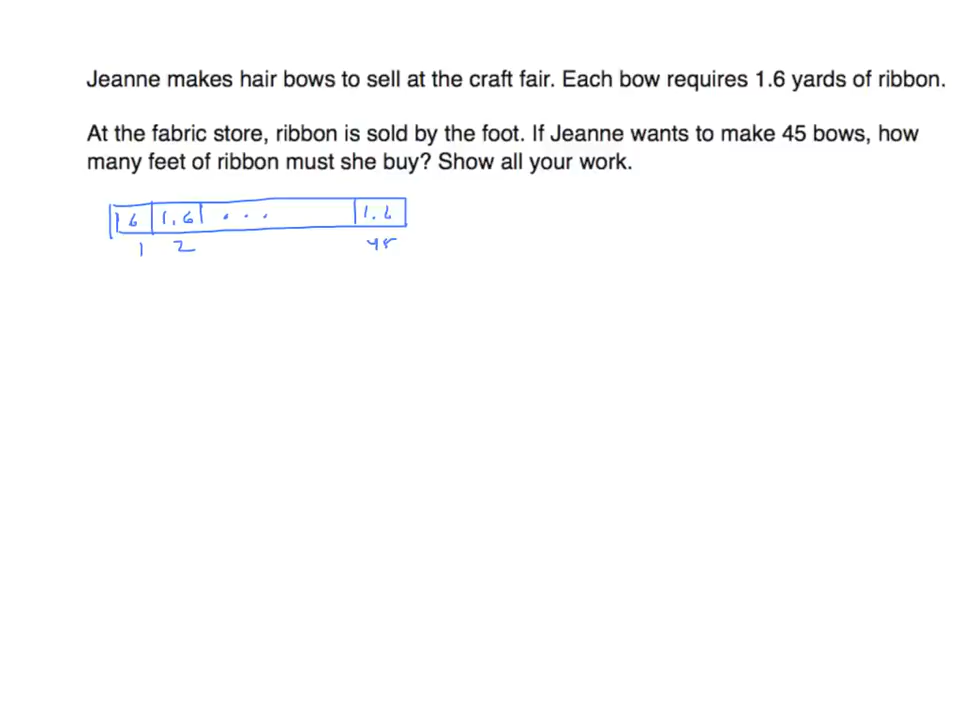 Jeanne makes hair bows to sell at the craft fair. Each bow requires 1.6 yards of ribbon.
At the fabric store, ribbon is sold by the foot. If Jeanne wants to make 45 bows, how
many feet of ribbon must she buy? Show all your work.
1 6 1.6 ... 1.6
1 2 45